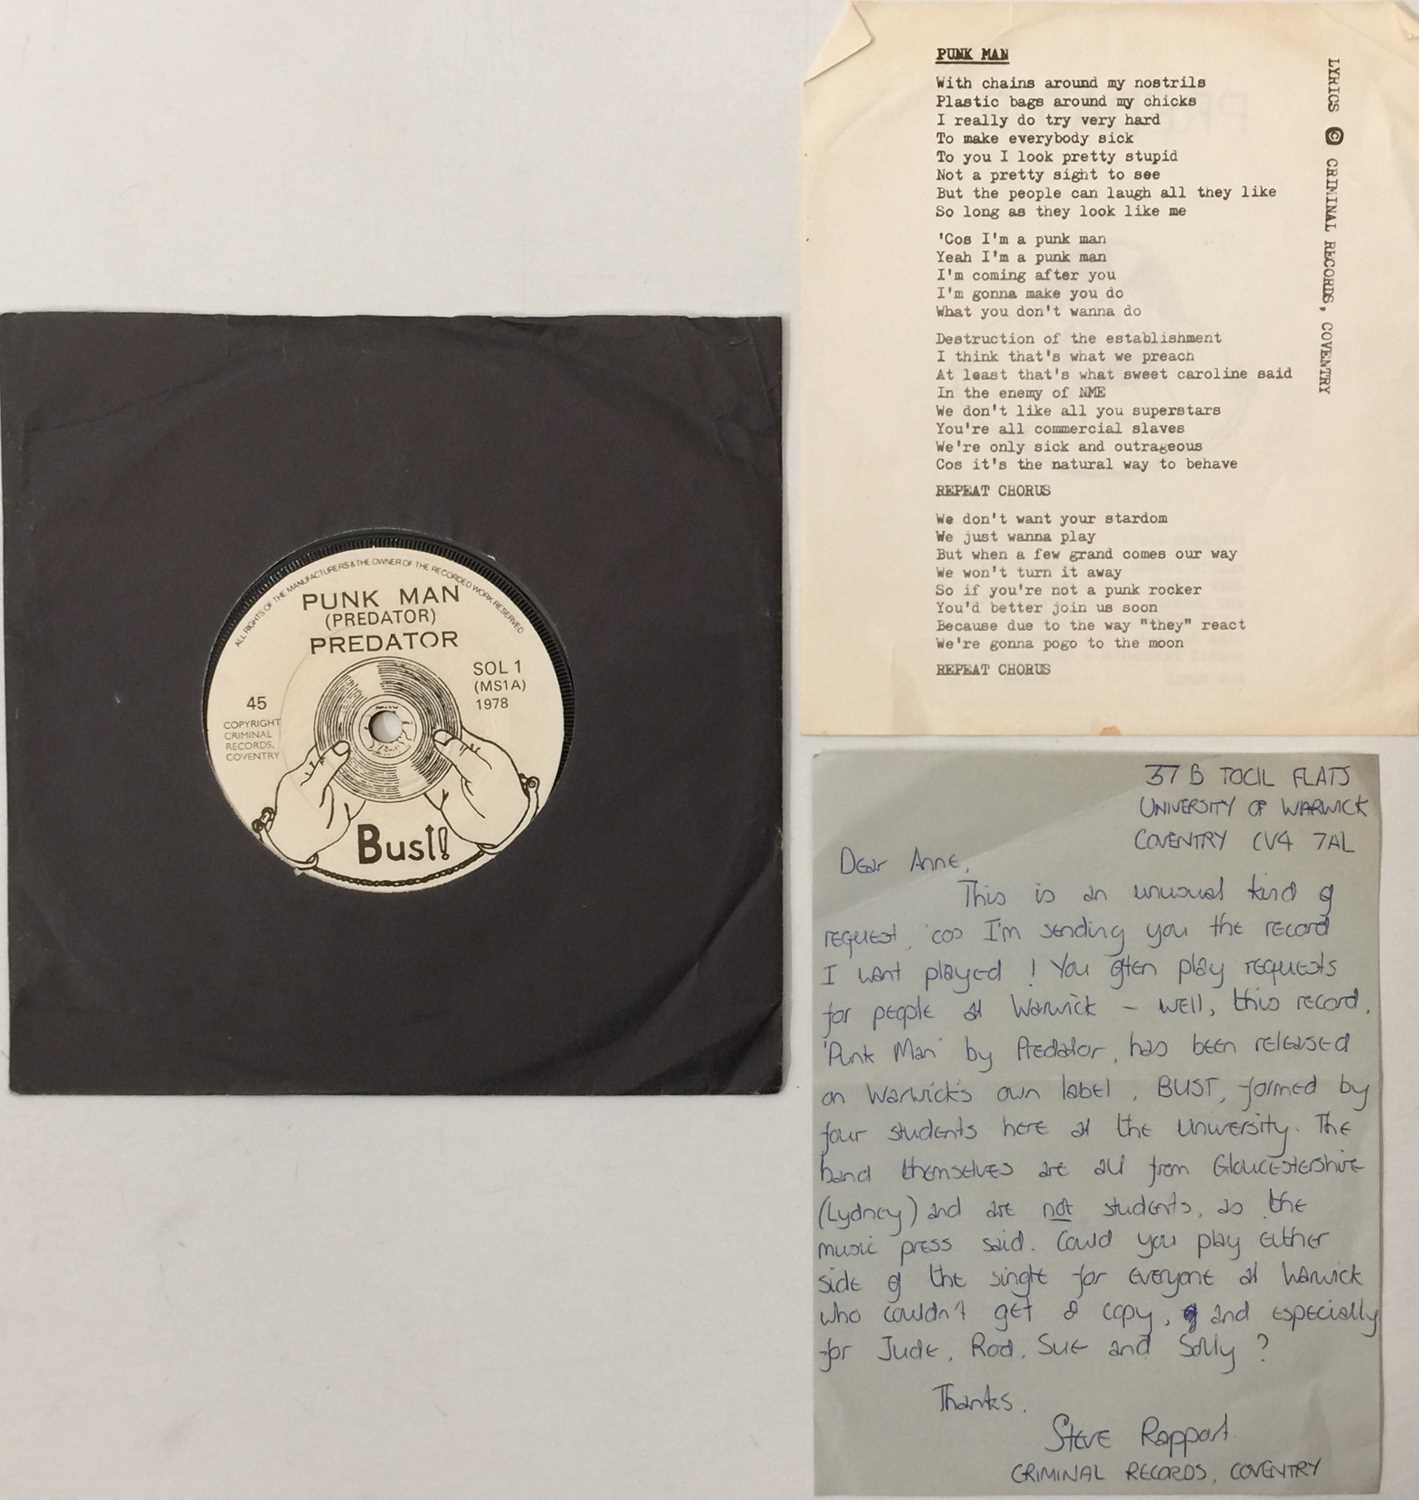 ALL RIGHTS OF THE MANUFACTURERS & THE OWNER OF THE RECORDED WORK RESERVED
PUNK MAN
(PREDATOR)
PREDATOR
SOL 1
(MS1A)
1978
45
COPYRIGHT
CRIMINAL
RECORDS,
COVENTRY
Bust!
PUNK MAN
With chains around my nostrils
Plastic bags around my chicks
I really do try very hard
To make everybody sick
To you I look pretty stupid
Not a pretty sight to see
But the people can laugh all they like
So long as they look like me
'Cos I'm a punk man
Yeah I'm a punk man
I'm coming after you
I'm gonna make you do
What you don't wanna do
Destruction of the establishment
I think that's what we preach
At least that's what sweet caroline said
In the enemy of NME
We don't like all you superstars
You're all commercial slaves
We're only sick and outrageous
Cos it's the natural way to behave
REPEAT CHORUS
We don't want your stardom
We just wanna play
But when a few grand comes our way
We won't turn it away
So if you're not a punk rocker
You'd better join us soon
Because due to the way "they" react
We're gonna pogo to the moon
REPEAT CHORUS
LYRICS © CRIMINAL RECORDS, COVENTRY
37 B TOCIL FLATS
UNIVERSITY OF WARWICK
COVENTRY CV4 7AL
Dear Anne,
This is an unusual kind of
request, 'cos I'm sending you the record
I want played! You often play requests
for people at Warwick - well, this record,
'Punk Man' by Predator, has been released
on Warwick's own label, BUST, formed by
four students here at the University. The
band themselves are all from Gloucestershire
(Lydney) and are not students, as the
music press said. Could you play either
side of the single for everyone at Warwick
who couldn't get a copy, and especially
for Jude, Rod, Sue and Sally?
Thanks.
Steve Rapport
CRIMINAL RECORDS, COVENTRY